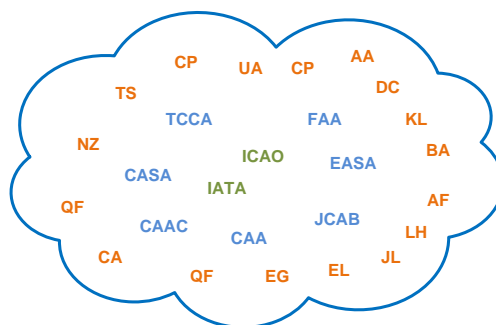 AA
CP
UA
CP
DC
TS
TCCA
FAA
KL
NZ
ICAO
EASA
BA
CASA
IATA
AF
QF
CAAC
CAA
JCAB
LH
CA
JL
QF
EG
EL